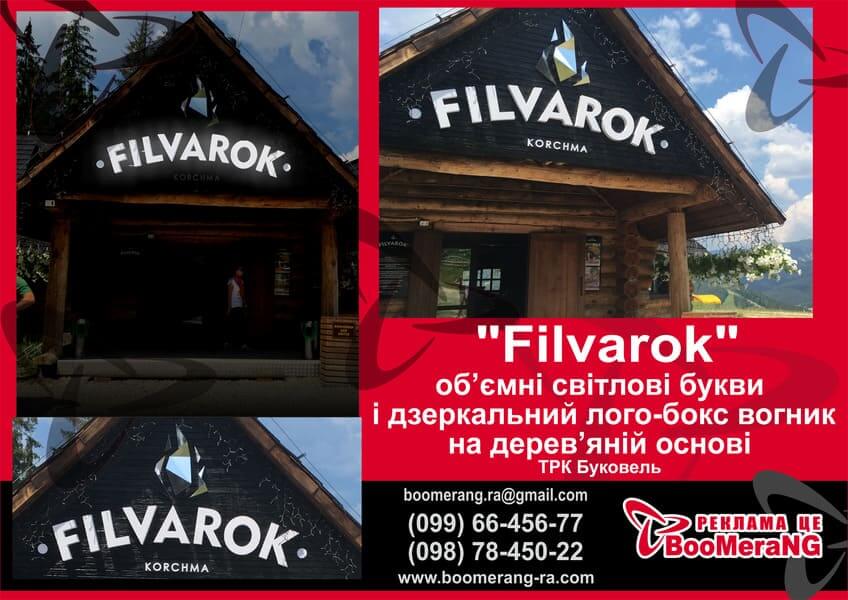 FILVAROK
KORCHMA
FILVAROK
KORCHMA
FILVAROK
FILVAROK
KORCHMA
"Filvarok"
об’ємні світлові букви
і дзеркальний лого-бокс вогник
на дерев’яній основі
ТРК Буковель
boomerang.ra@gmail.com
(099) 66-456-77
(098) 78-450-22
www.boomerang-ra.com
РЕКЛАМА ЦЕ
BooMeraNG